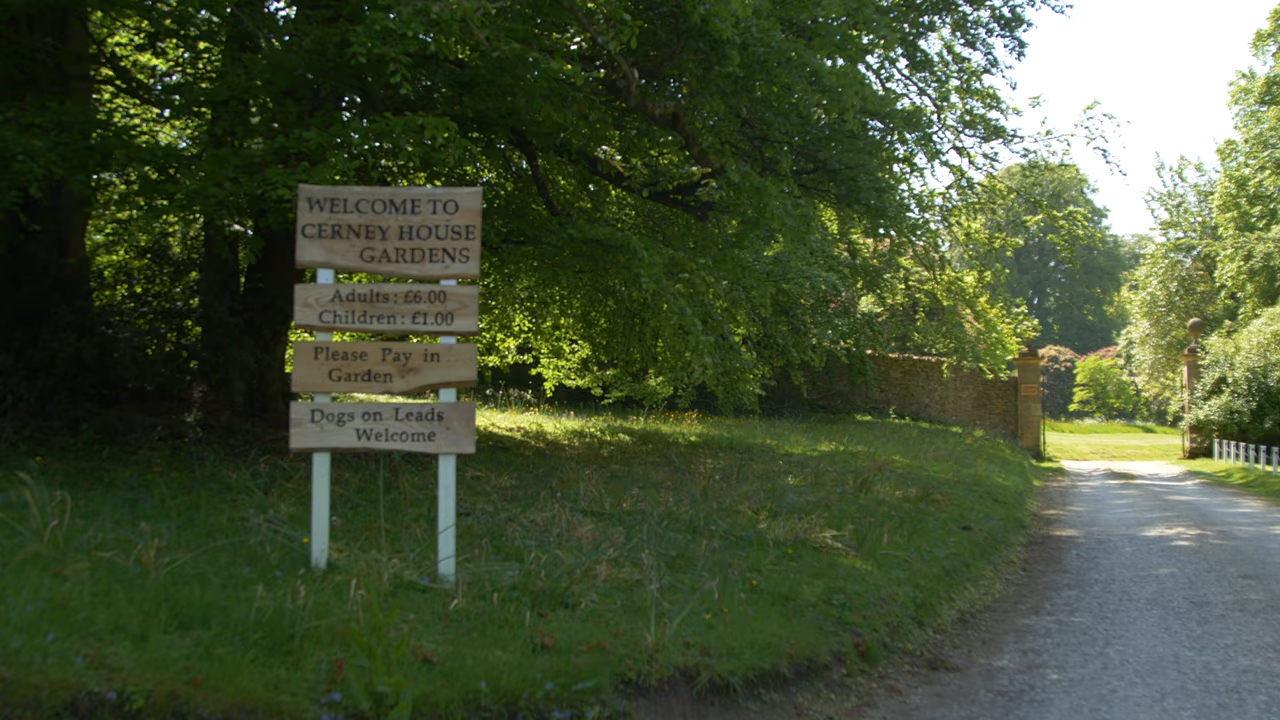 WELCOME TO
CERNEY HOUSE
GARDENS
Adults: £6.00
Children: £1.00
Please Pay in
Garden
Dogs on Leads
Welcome